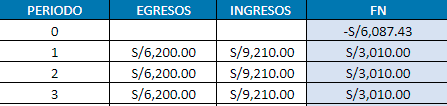 PERIODO EGRESOS INGRESOS FN
0 -S/6,087.43
1 S/6,200.00 S/9,210.00 S/3,010.00
2 S/6,200.00 S/9,210.00 S/3,010.00
3 S/6,200.00 S/9,210.00 S/3,010.00